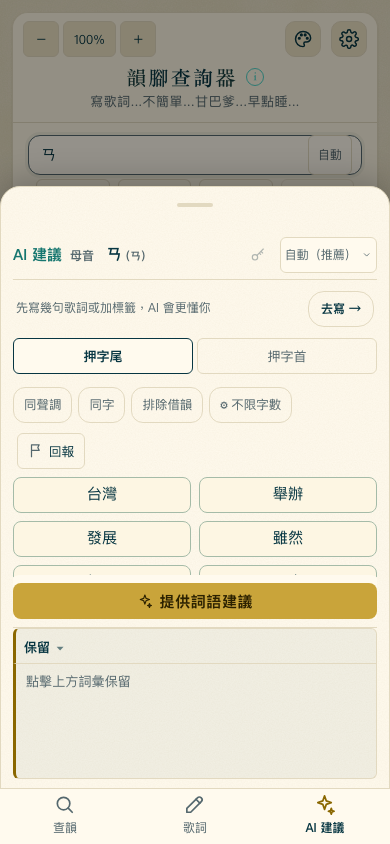 − 100% +
韻腳查詢器 i
寫歌詞...不簡單...甘巴爹...早點睡...
ㄢ 自動
AI 建議 母音 ㄢ (ㄢ) 自動（推薦）
先寫幾句歌詞或加標籤，AI 會更懂你 去寫 →
押字尾 押字首
同聲調 同字 排除借韻 不限字數
回報
台灣 舉辦
發展 雖然
提供詞語建議
保留
點擊上方詞彙保留
查韻 歌詞 AI 建議